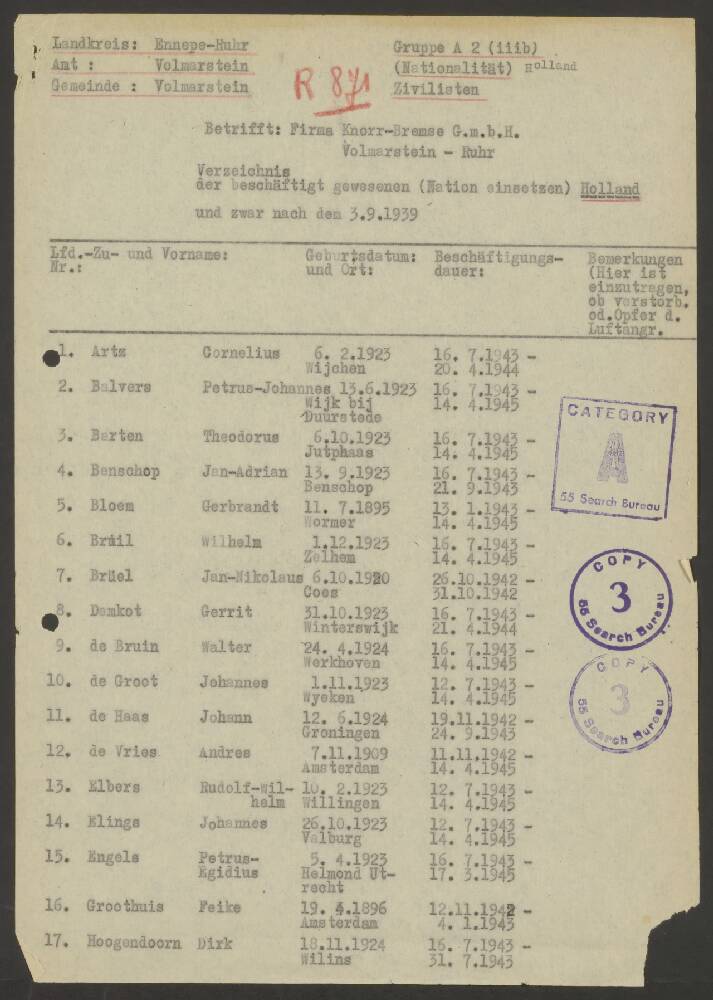 Landkreis: Ennepe-Ruhr Gruppe A 2 (iiib)
Amt : Volmarstein (Nationalität) Holland
Gemeinde : Volmarstein Zivilisten
R 871
Betrifft: Firma Knorr-Bremse G.m.b.H.
Volmarstein - Ruhr
Verzeichnis
der beschäftigt gewesenen (Nation einsetzen) Holland
und zwar nach dem 3.9.1939
Lfd.-Zu- und Vorname: Geburtsdatum: Beschäftigungs- Bemerkungen
Nr.: und Ort: dauer: (Hier ist
einzutragen,
ob verstorb.
od.Opfer d.
Luftangr.
1. Artz Cornelius 6. 2.1923 16. 7.1943 -
Wijchen 20. 4.1944
2. Balvers Petrus-Johannes 13.6.1923 16. 7.1943 -
Wijk bij 14. 4.1945
Duurstede
3. Barten Theodorus 6.10.1923 16. 7.1943 -
Jutphaas 14. 4.1945
4. Benschop Jan-Adrian 13. 9.1923 16. 7.1943 -
Benschop 21. 9.1943
5. Bloem Gerbrandt 11. 7.1895 13. 1.1943 -
Wormer 14. 4.1945
6. Brüil Wilhelm 1.12.1923 16. 7.1943 -
Zelhem 14. 4.1945
7. Brüel Jan-Nikolaus 6.10.1920 26.10.1942 -
Coos 31.10.1942
8. Damkot Gerrit 31.10.1923 16. 7.1943 -
Winterswijk 21. 4.1944
9. de Bruin Walter 24. 4.1924 16. 7.1943 -
Werkhoven 14. 4.1945
10. de Groot Johannes 1.11.1923 12. 7.1943 -
Wyeken 14. 4.1945
11. de Haas Johann 12. 6.1924 19.11.1942 -
Groningen 24. 9.1943
12. de Vries Andres 7.11.1909 11.11.1942 -
Amsterdam 14. 4.1945
13. Elbers Rudolf-Wil- 10. 2.1923 12. 7.1943 -
helm Willingen 14. 4.1945
14. Elings Johannes 26.10.1923 12. 7.1943 -
Valburg 14. 4.1945
15. Engels Petrus- 5. 4.1923 16. 7.1943 -
Egidius Helmond Ut- 17. 3.1945
recht
16. Groothuis Feike 19. 4.1896 12.11.1942 -
Amsterdam 4. 1.1943
17. Hoogendoorn Dirk 18.11.1924 16. 7.1943 -
Wilins 31. 7.1943
CATEGORY
A
55 Search Bureau
COPY
3
55 Search Bureau
COPY
3
55 Search Bureau